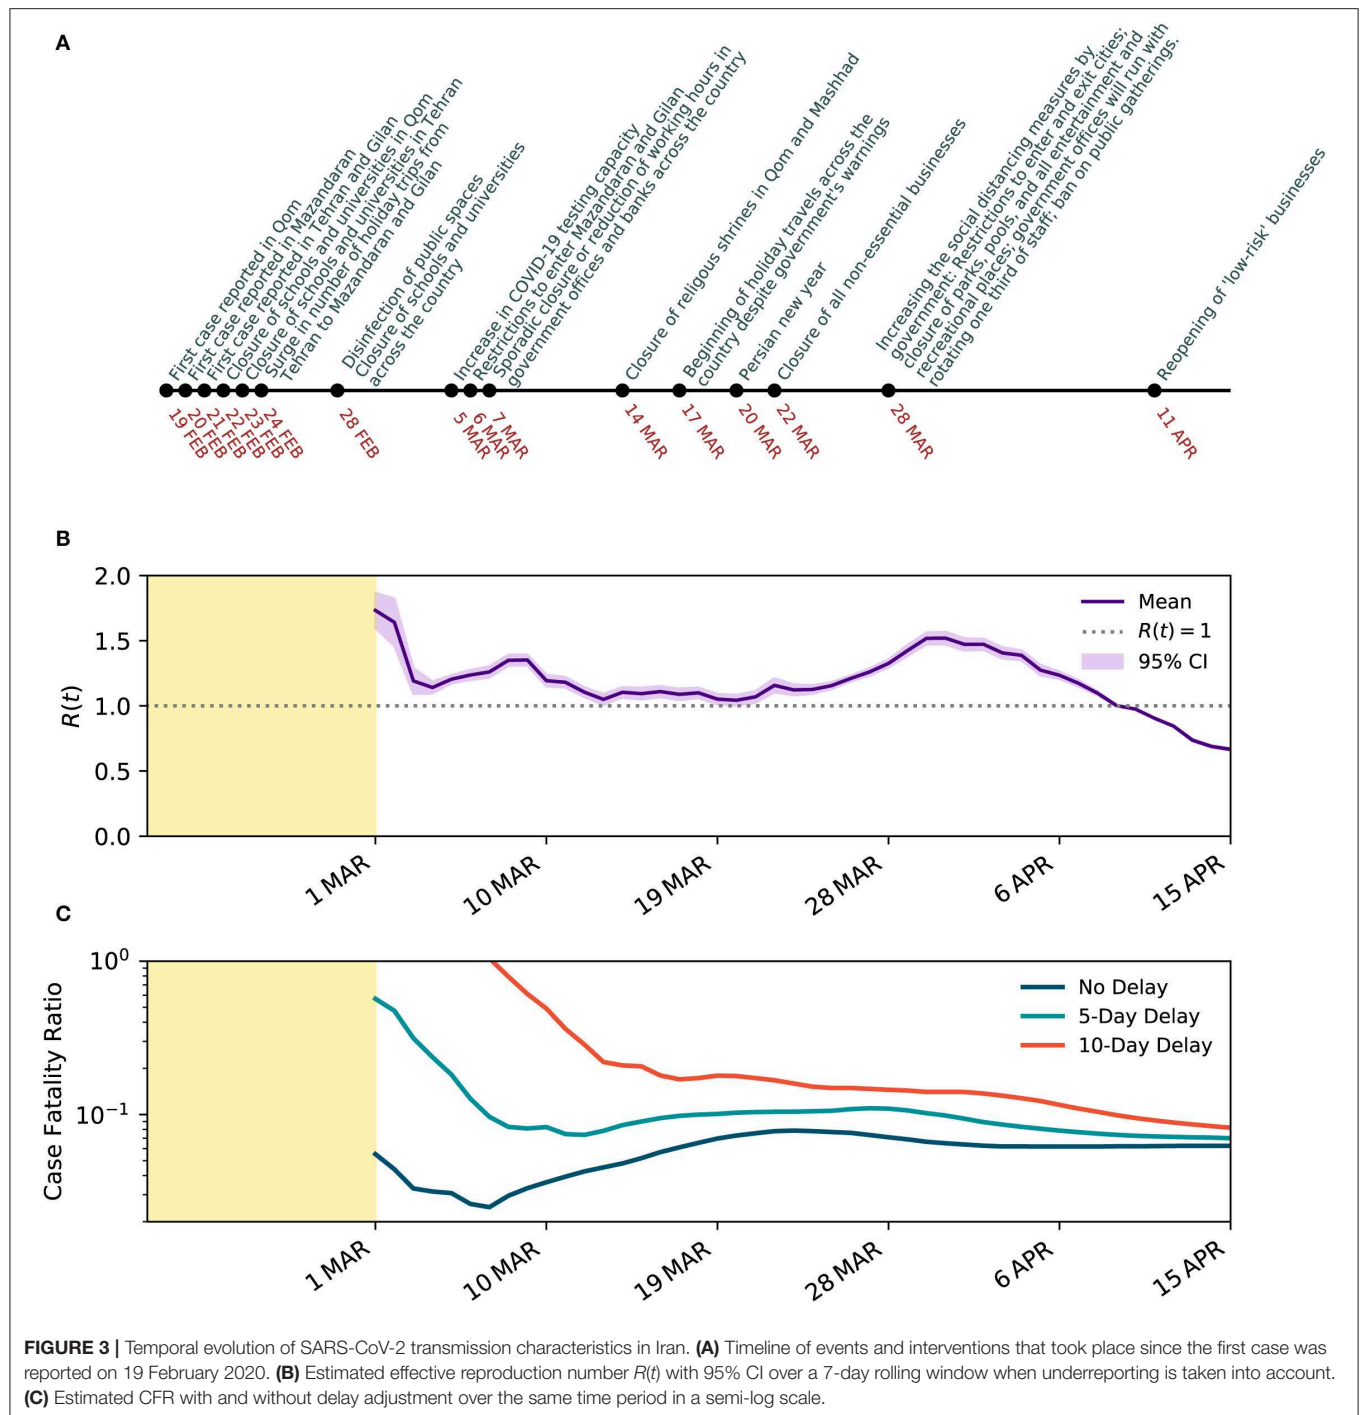 A
First case reported in Qom
First case reported in Mazandaran
First case reported in Tehran and Gilan
Closure of schools and universities in Qom
Closure of schools and universities in Tehran
Surge in number of holiday trips from
Tehran to Mazandaran and Gilan
Disinfection of public spaces
Closure of schools and universities
across the country
Increase in COVID-19 testing capacity
Restrictions to enter Mazandaran and Gilan
Sporadic closure or reduction of working hours in
government offices and banks across the country
Closure of religious shrines in Qom and Mashhad
Beginning of holiday travels across the
country despite government's warnings
Persian new year
Closure of all non-essential businesses
Increasing the social distancing measures by
government: Restrictions to enter and exit cities;
closure of parks, pools, and all entertainment and
recreational places; government offices will run with
rotating one third of staff; ban on public gatherings.
Reopening of 'low-risk' businesses
19 FEB
20 FEB
21 FEB
22 FEB
23 FEB
24 FEB
28 FEB
5 MAR
6 MAR
7 MAR
14 MAR
17 MAR
20 MAR
22 MAR
28 MAR
11 APR
B
2.0
1.5
1.0
0.5
0.0
R(t)
Mean
R(t) = 1
95% CI
1 MAR
10 MAR
19 MAR
28 MAR
6 APR
15 APR
C
10⁰
10⁻¹
Case Fatality Ratio
No Delay
5-Day Delay
10-Day Delay
1 MAR
10 MAR
19 MAR
28 MAR
6 APR
15 APR
FIGURE 3 | Temporal evolution of SARS-CoV-2 transmission characteristics in Iran. (A) Timeline of events and interventions that took place since the first case was
reported on 19 February 2020. (B) Estimated effective reproduction number R(t) with 95% CI over a 7-day rolling window when underreporting is taken into account.
(C) Estimated CFR with and without delay adjustment over the same time period in a semi-log scale.